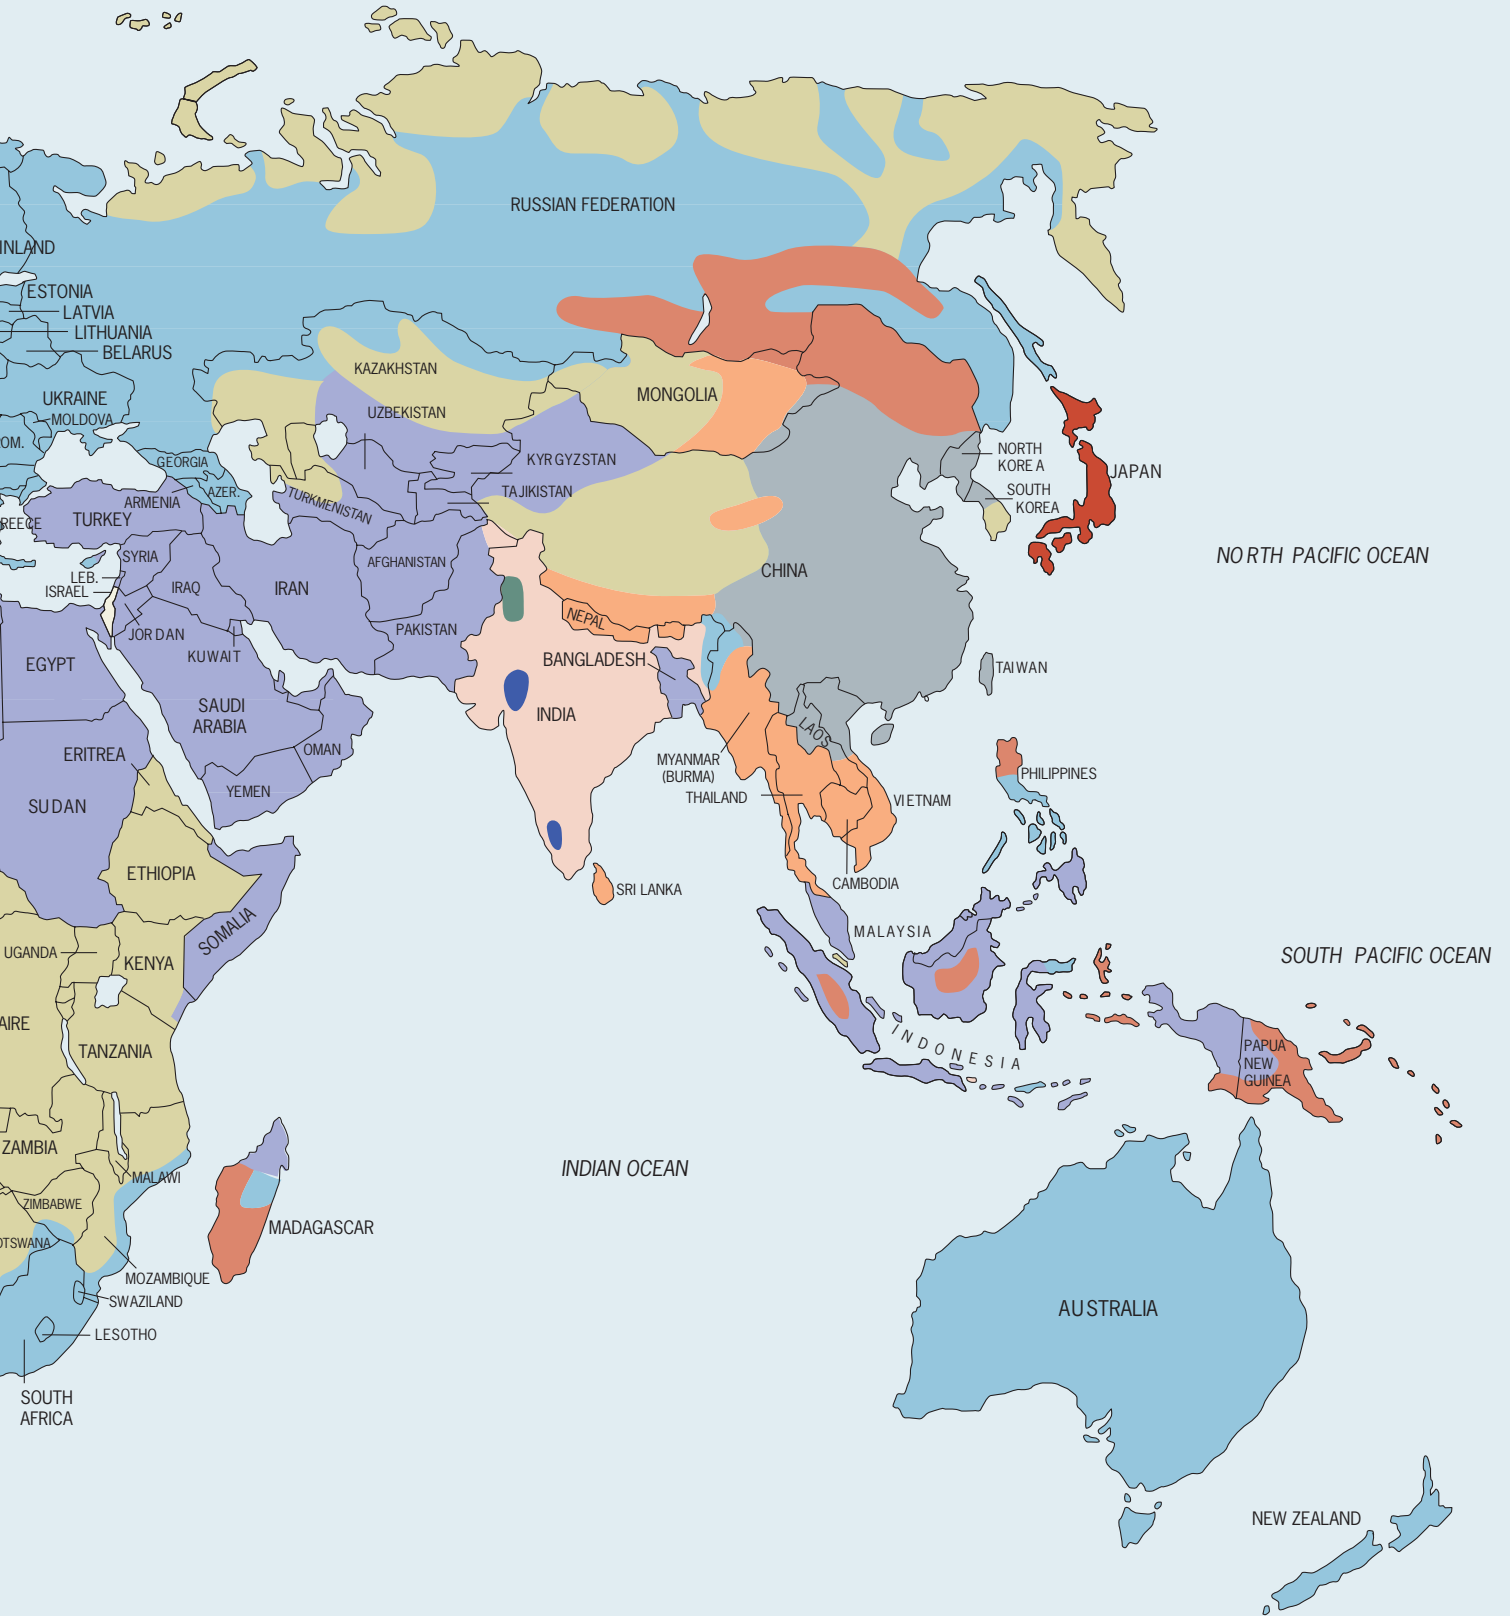 RUSSIAN FEDERATION
INLAND
ESTONIA
LATVIA
LITHUANIA
BELARUS
UKRAINE
MOLDOVA
OM.
KAZAKHSTAN
MONGOLIA
UZBEKISTAN
GEORGIA
KYRGYZSTAN
NORTH
KOREA
JAPAN
ARMENIA
AZER.
TURKMENISTAN
TAJIKISTAN
SOUTH
KOREA
REECE
TURKEY
NORTH PACIFIC OCEAN
SYRIA
AFGHANISTAN
CHINA
LEB.
ISRAEL
IRAQ
IRAN
NEPAL
JORDAN
PAKISTAN
KUWAIT
EGYPT
BANGLADESH
TAIWAN
SAUDI
ARABIA
INDIA
LAOS
OMAN
ERITREA
MYANMAR
(BURMA)
PHILIPPINES
YEMEN
THAILAND
VIETNAM
SUDAN
ETHIOPIA
SRI LANKA
CAMBODIA
SOMALIA
MALAYSIA
UGANDA
KENYA
SOUTH PACIFIC OCEAN
AIRE
INDONESIA
TANZANIA
PAPUA
NEW
GUINEA
ZAMBIA
MALAWI
INDIAN OCEAN
ZIMBABWE
MADAGASCAR
OTSWANA
MOZAMBIQUE
SWAZILAND
AUSTRALIA
LESOTHO
SOUTH
AFRICA
NEW ZEALAND